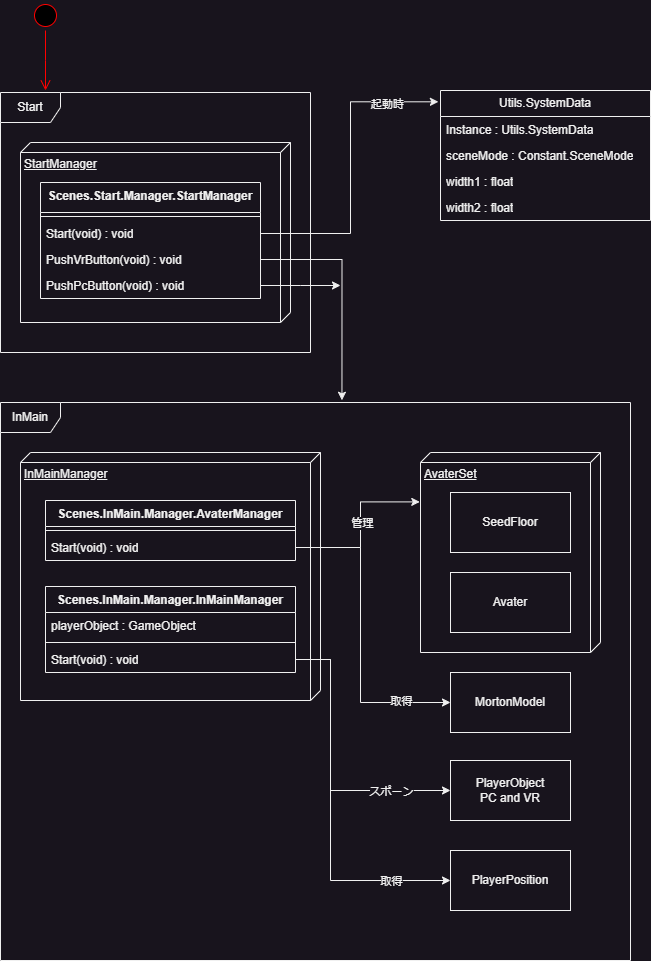 Start
起動時
Utils.SystemData
Instance : Utils.SystemData
sceneMode : Constant.SceneMode
width1 : float
width2 : float
StartManager
Scenes.Start.Manager.StartManager
Start(void) : void
PushVrButton(void) : void
PushPcButton(void) : void
InMain
InMainManager
Scenes.InMain.Manager.AvaterManager
Start(void) : void
管理
AvaterSet
SeedFloor
Avater
Scenes.InMain.Manager.InMainManager
playerObject : GameObject
Start(void) : void
取得
MortonModel
スポーン
PlayerObject
PC and VR
取得
PlayerPosition